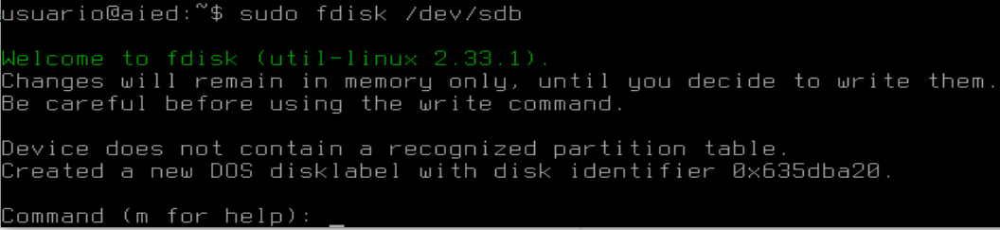 usuario@aied:~$ sudo fdisk /dev/sdb
Welcome to fdisk (util-linux 2.33.1).
Changes will remain in memory only, until you decide to write them.
Be careful before using the write command.
Device does not contain a recognized partition table.
Created a new DOS disklabel with disk identifier 0x635dba20.
Command (m for help): _